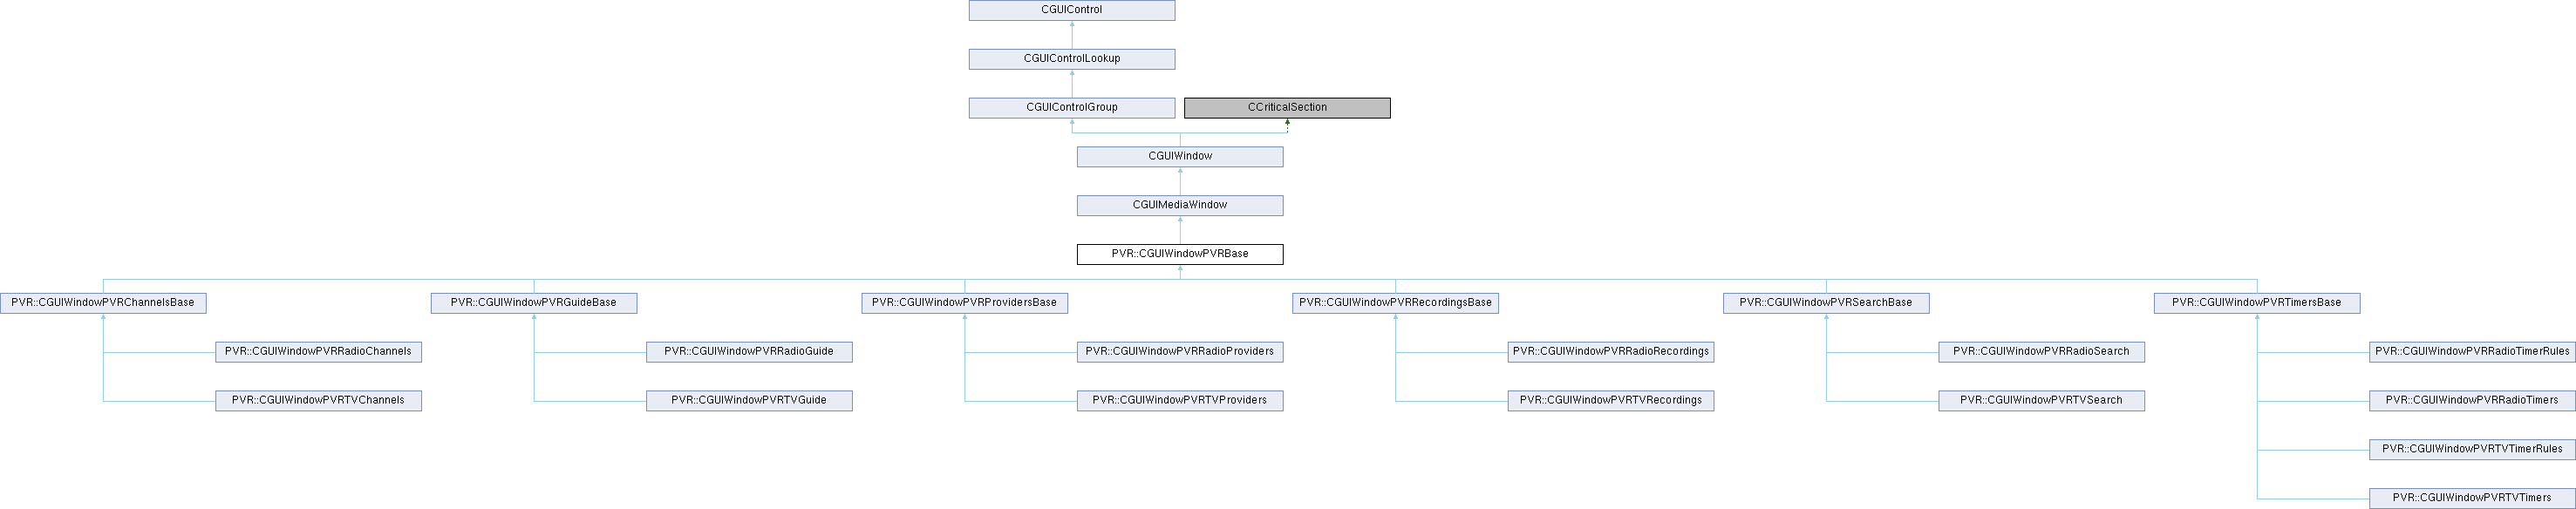 CGUIControl
CGUIControlLookup
CGUIControlGroup
CCriticalSection
CGUIWindow
CGUIMediaWindow
PVR::CGUIWindowPVRBase
PVR::CGUIWindowPVRChannelsBase
PVR::CGUIWindowPVRGuideBase
PVR::CGUIWindowPVRProvidersBase
PVR::CGUIWindowPVRRecordingsBase
PVR::CGUIWindowPVRSearchBase
PVR::CGUIWindowPVRTimersBase
PVR::CGUIWindowPVRRadioChannels
PVR::CGUIWindowPVRRadioGuide
PVR::CGUIWindowPVRRadioProviders
PVR::CGUIWindowPVRRadioRecordings
PVR::CGUIWindowPVRRadioSearch
PVR::CGUIWindowPVRRadioTimerRules
PVR::CGUIWindowPVRTVChannels
PVR::CGUIWindowPVRTVGuide
PVR::CGUIWindowPVRTVProviders
PVR::CGUIWindowPVRTVRecordings
PVR::CGUIWindowPVRTVSearch
PVR::CGUIWindowPVRRadioTimers
PVR::CGUIWindowPVRTVTimerRules
PVR::CGUIWindowPVRTVTimers